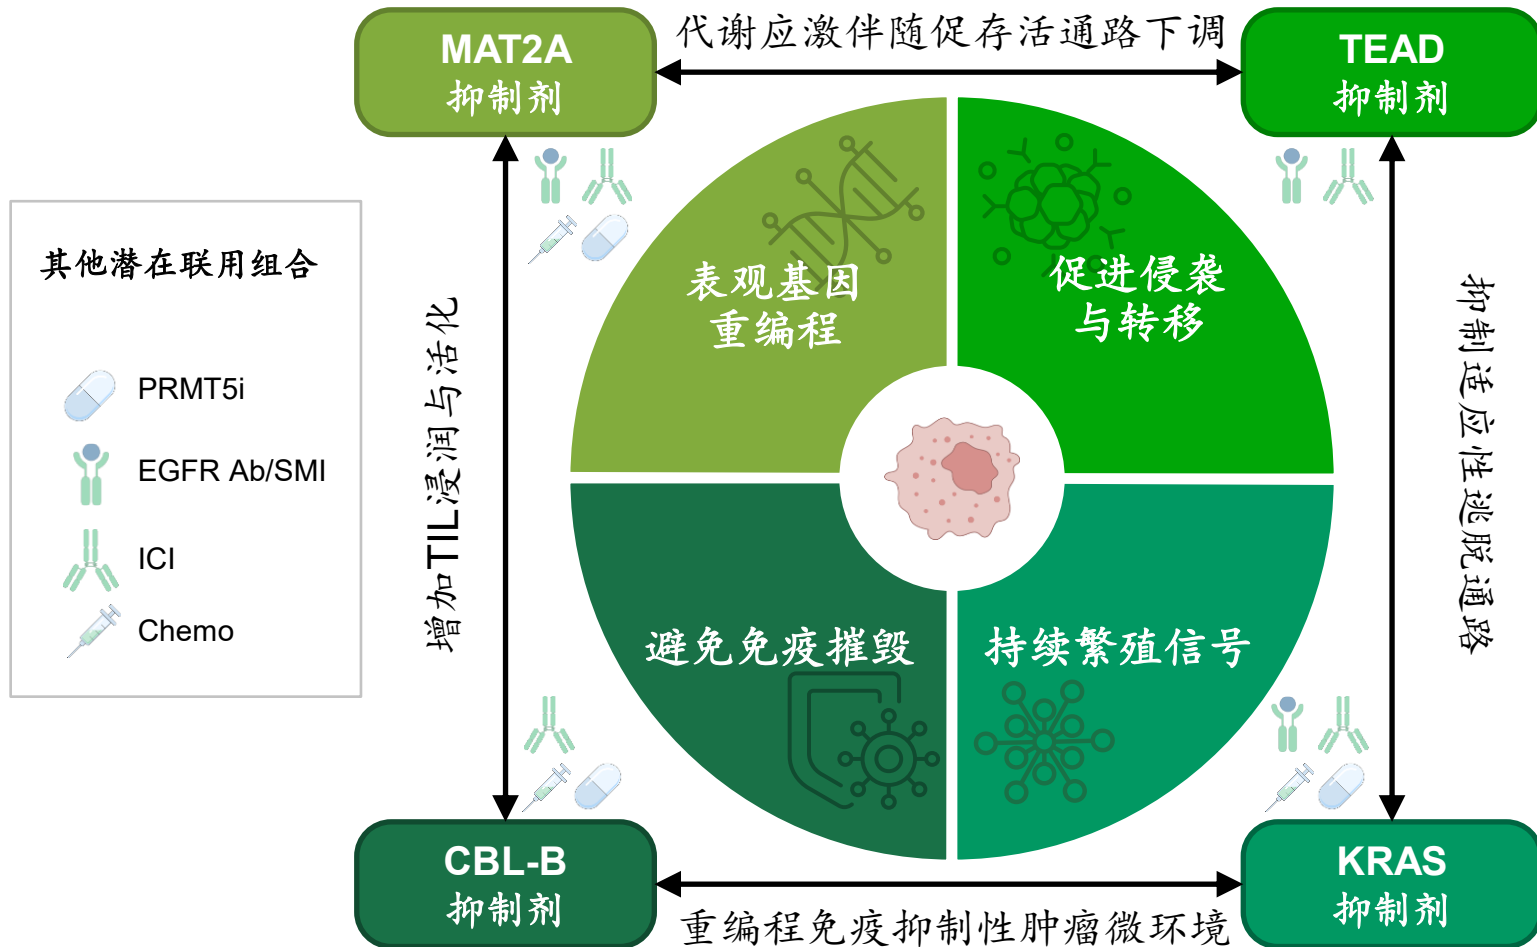 MAT2A
抑制剂
代谢应激伴随促存活通路下调
TEAD
抑制剂
其他潜在联用组合
PRMT5i
EGFR Ab/SMI
ICI
Chemo
增加TIL浸润与活化
表观基因
重编程
促进侵袭
与转移
抑制适应性逃脱通路
避免免疫摧毁
持续繁殖信号
CBL-B
抑制剂
重编程免疫抑制性肿瘤微环境
KRAS
抑制剂